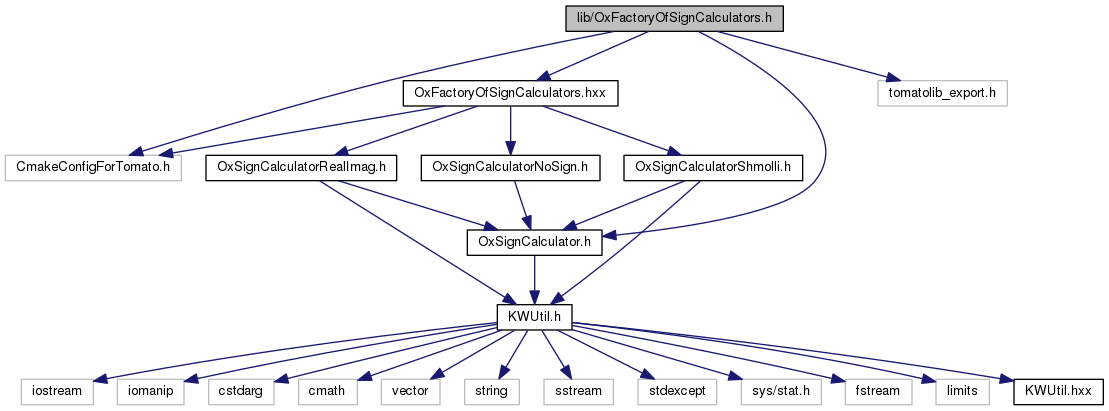 lib/OxFactoryOfSignCalculators.h
OxFactoryOfSignCalculators.hxx
tomatolib_export.h
CmakeConfigForTomato.h
OxSignCalculatorRealImag.h
OxSignCalculatorNoSign.h
OxSignCalculatorShmolli.h
OxSignCalculator.h
KWUtil.h
iostream
iomanip
cstdarg
cmath
vector
string
sstream
stdexcept
sys/stat.h
fstream
limits
KWUtil.hxx